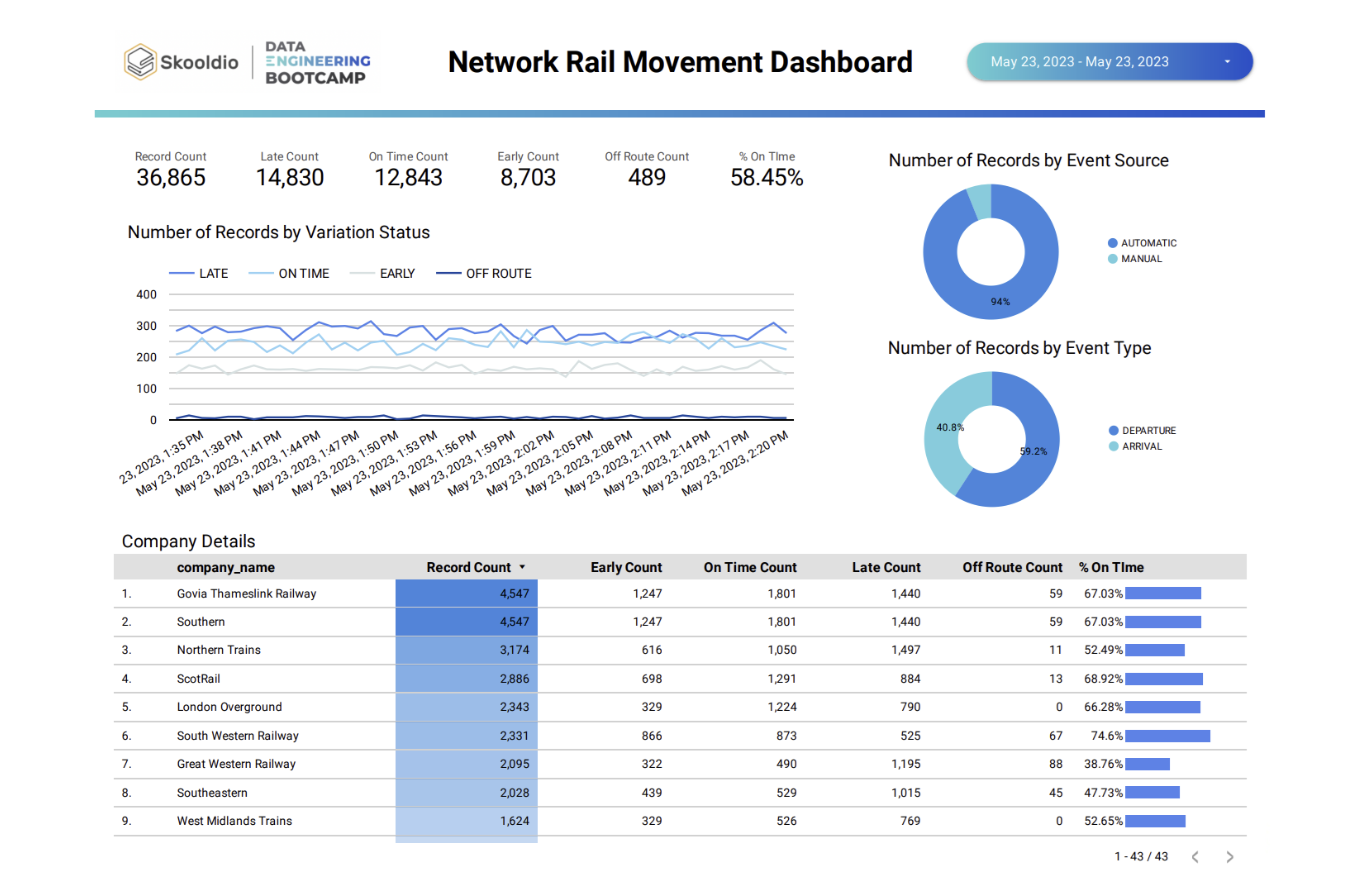 Skooldio
DATA
ENGINEERING
BOOTCAMP
Network Rail Movement Dashboard
May 23, 2023 - May 23, 2023
Record Count Late Count On Time Count Early Count Off Route Count % On TIme
36,865 14,830 12,843 8,703 489 58.45%
Number of Records by Variation Status
LATE ON TIME EARLY OFF ROUTE
400
300
200
100
0
23, 2023, 1:35 PM
May 23, 2023, 1:38 PM
May 23, 2023, 1:41 PM
May 23, 2023, 1:44 PM
May 23, 2023, 1:47 PM
May 23, 2023, 1:50 PM
May 23, 2023, 1:53 PM
May 23, 2023, 1:56 PM
May 23, 2023, 1:59 PM
May 23, 2023, 2:02 PM
May 23, 2023, 2:05 PM
May 23, 2023, 2:08 PM
May 23, 2023, 2:11 PM
May 23, 2023, 2:14 PM
May 23, 2023, 2:17 PM
May 23, 2023, 2:20 PM
Number of Records by Event Source
94%
AUTOMATIC
MANUAL
Number of Records by Event Type
40.8%
59.2%
DEPARTURE
ARRIVAL
Company Details
company_name Record Count Early Count On Time Count Late Count Off Route Count % On TIme
1. Govia Thameslink Railway 4,547 1,247 1,801 1,440 59 67.03%
2. Southern 4,547 1,247 1,801 1,440 59 67.03%
3. Northern Trains 3,174 616 1,050 1,497 11 52.49%
4. ScotRail 2,886 698 1,291 884 13 68.92%
5. London Overground 2,343 329 1,224 790 0 66.28%
6. South Western Railway 2,331 866 873 525 67 74.6%
7. Great Western Railway 2,095 322 490 1,195 88 38.76%
8. Southeastern 2,028 439 529 1,015 45 47.73%
9. West Midlands Trains 1,624 329 526 769 0 52.65%
1 - 43 / 43